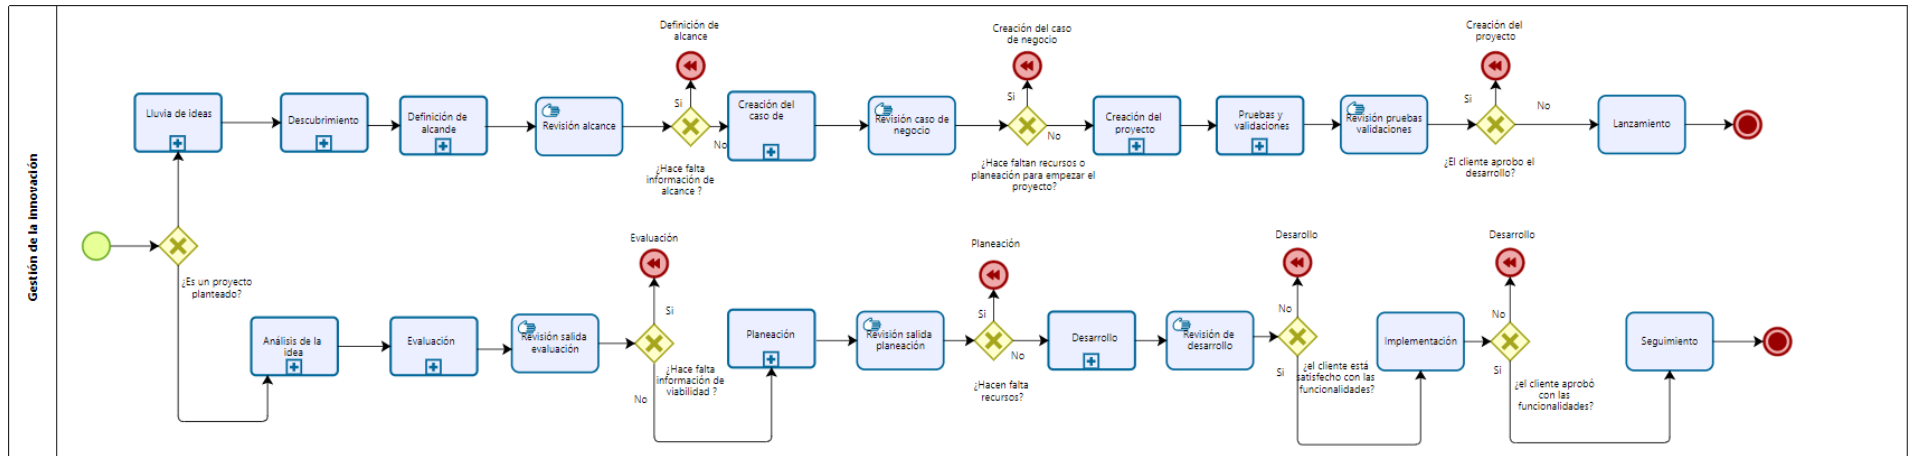 Gestión de la innovación
Definición de
alcance
Creación del caso
de negocio
Creación del
proyecto
Lluvia de ideas
Descubrimiento
Definición de
alcande
Revisión alcance
Si
No
¿Hace falta
información de
alcance ?
Creación del
caso de
Revisión caso de
negocio
Si
No
¿Hace faltan recursos o
planeación para empezar el
proyecto?
Creación del
proyecto
Pruebas y
validaciones
Revisión pruebas
validaciones
Si
No
¿El cliente aprobo el
desarrollo?
Lanzamiento
¿Es un proyecto
planteado?
Evaluación
Planeación
Desarollo
Desarrollo
Análisis de la
idea
Evaluación
Revisión salida
evaluación
Si
¿Hace falta
información de
viabilidad ?
No
Planeación
Revisión salida
planeación
Si
No
¿Hacen falta
recursos?
Desarrollo
Revisión de
desarrollo
No
Si
¿el cliente está
satisfecho con las
funcionalidades?
Implementación
No
Si
¿el cliente aprobó
con las
funcionalidades?
Seguimiento